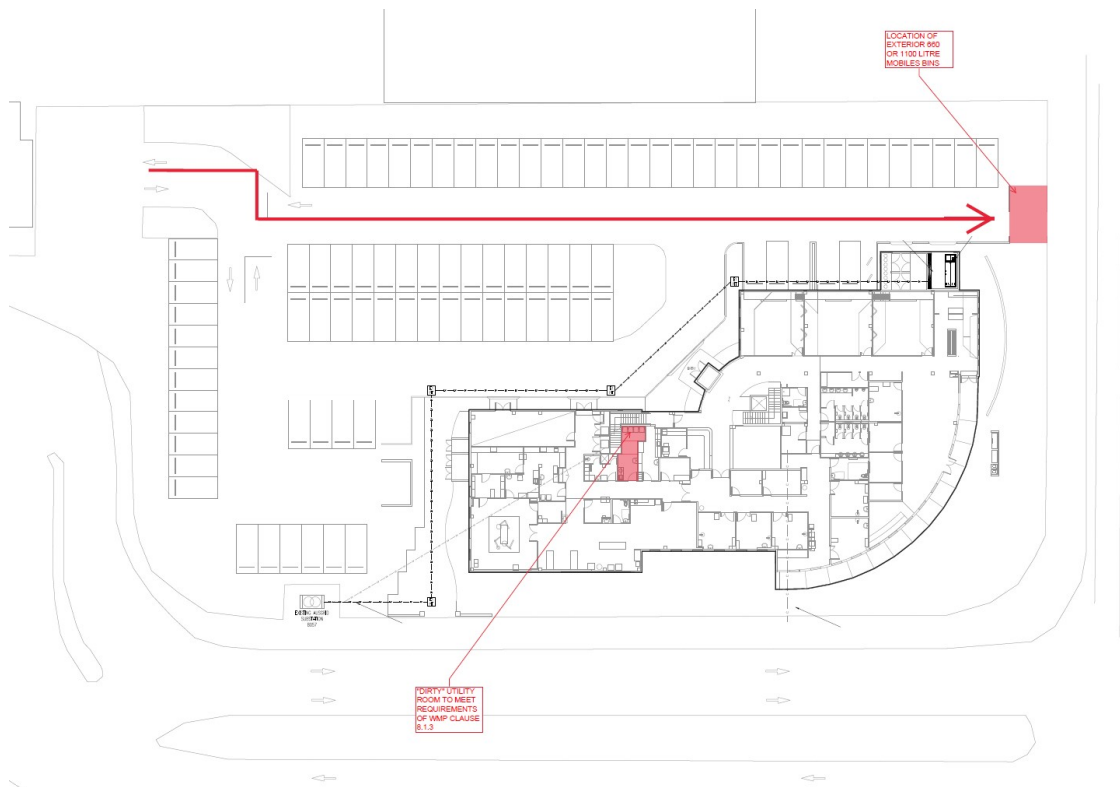 LOCATION OF
EXTERIOR 660
OR 1100 LITRE
MOBILES BINS
EXISTING AUSGRID
SUBSTATION
"DIRTY" UTILITY
ROOM TO MEET
REQUIREMENTS
OF WMP CLAUSE
6.1.3